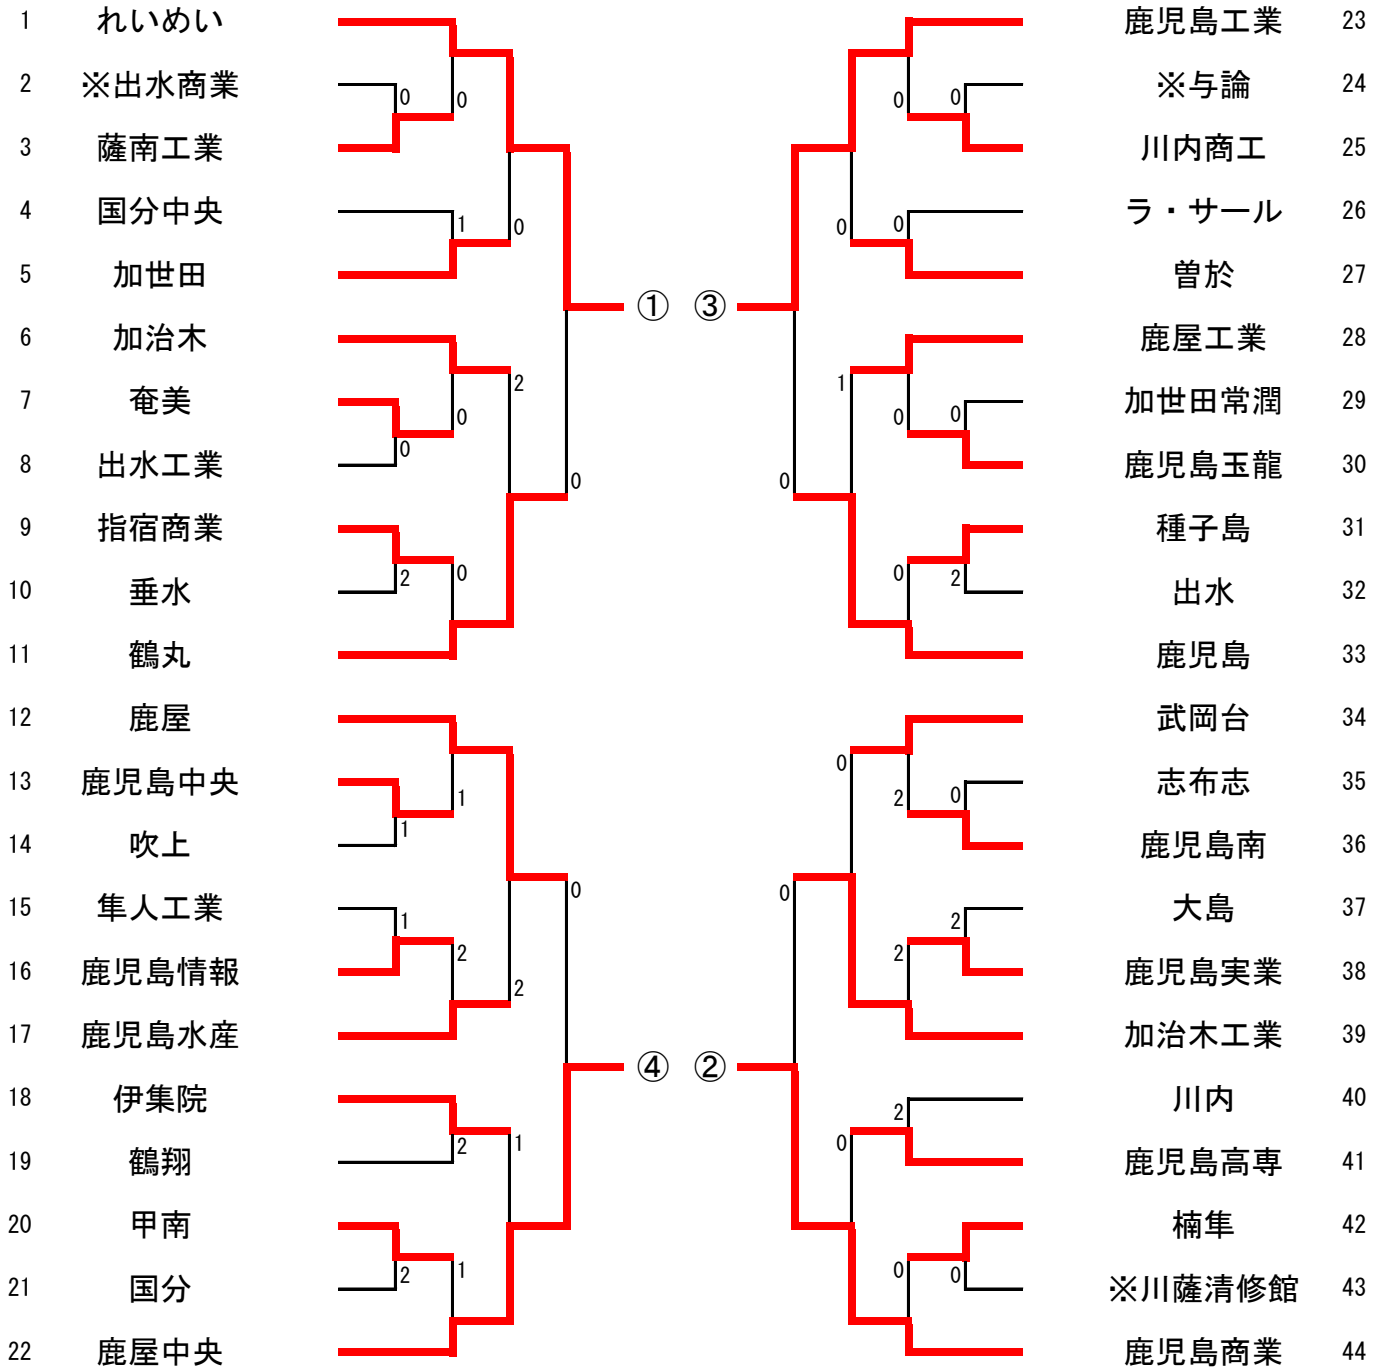 1 れいめい 鹿児島工業 23
2 ※出水商業 0 0 0 0 ※与論 24
3 薩南工業 川内商工 25
4 国分中央 1 0 0 0 ラ・サール 26
5 加世田 曽於 27
① ③
6 加治木 鹿屋工業 28
2 1
7 奄美 0 0 0 加世田常潤 29
8 出水工業 0 鹿児島玉龍 30
0 0
9 指宿商業 種子島 31
10 垂水 2 0 0 2 出水 32
11 鶴丸 鹿児島 33
12 鹿屋 武岡台 34
0
13 鹿児島中央 1 2 0 志布志 35
14 吹上 1 鹿児島南 36
0 0
15 隼人工業 1 2 大島 37
16 鹿児島情報 2 2 鹿児島実業 38
2
17 鹿児島水産 加治木工業 39
④ ②
18 伊集院 2 川内 40
2 1 0
19 鶴翔 鹿児島高専 41
20 甲南 楠隼 42
21 国分 2 1 0 0 ※川薩清修館 43
22 鹿屋中央 鹿児島商業 44